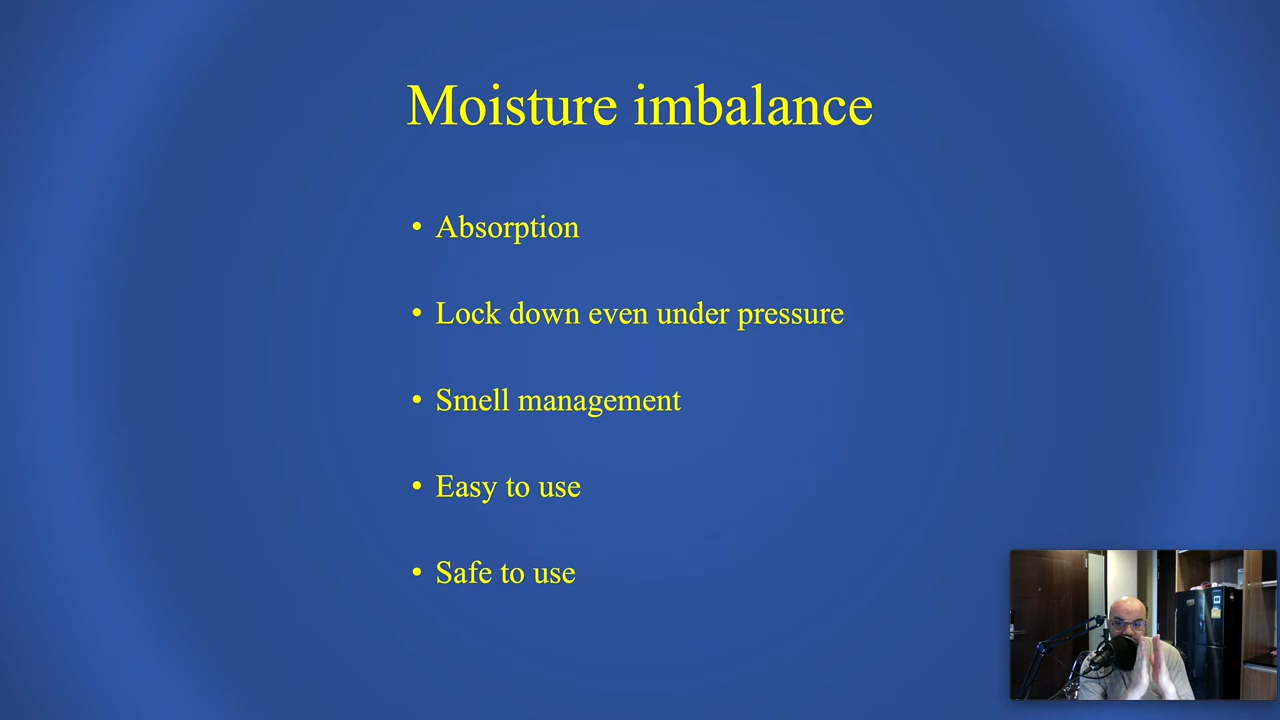 Moisture imbalance
• Absorption
• Lock down even under pressure
• Smell management
• Easy to use
• Safe to use